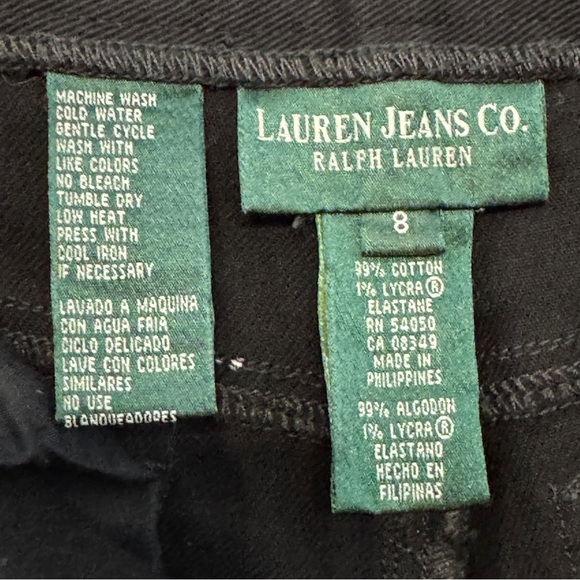 MACHINE WASH
COLD WATER
GENTLE CYCLE
WASH WITH
LIKE COLORS
NO BLEACH
TUMBLE DRY
LOW HEAT
PRESS WITH
COOL IRON
IF NECESSARY
LAVADO A MAQUINA
CON AGUA FRIA
CICLO DELICADO
LAVE CON COLORES
SIMILARES
NO USE
BLANQUEADORES
LAUREN JEANS CO.
RALPH LAUREN
8
99% COTTON
1% LYCRA®
ELASTANE
RN 54050
CA 08349
MADE IN
PHILIPPINES
99% ALGODON
1% LYCRA®
ELASTANO
HECHO EN
FILIPINAS